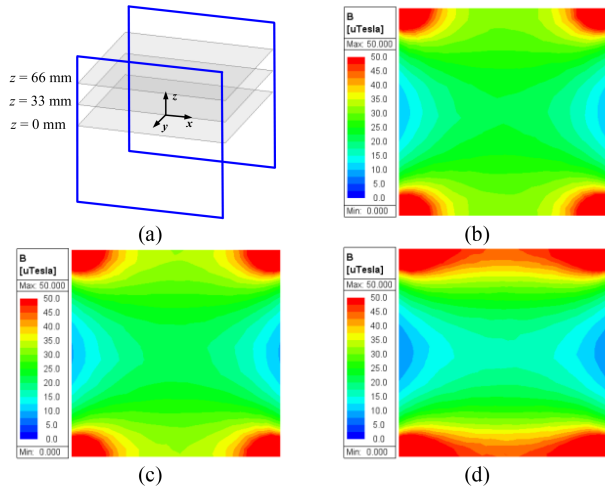 z = 66 mm
z = 33 mm
z = 0 mm
z
x
y
(a)
B
[uTesla]
Max: 50.000
50.0
45.0
40.0
35.0
30.0
25.0
20.0
15.0
10.0
5.0
0.0
Min: 0.000
(b)
B
[uTesla]
Max: 50.000
50.0
45.0
40.0
35.0
30.0
25.0
20.0
15.0
10.0
5.0
0.0
Min: 0.000
(c)
B
[uTesla]
Max: 50.000
50.0
45.0
40.0
35.0
30.0
25.0
20.0
15.0
10.0
5.0
0.0
Min: 0.000
(d)